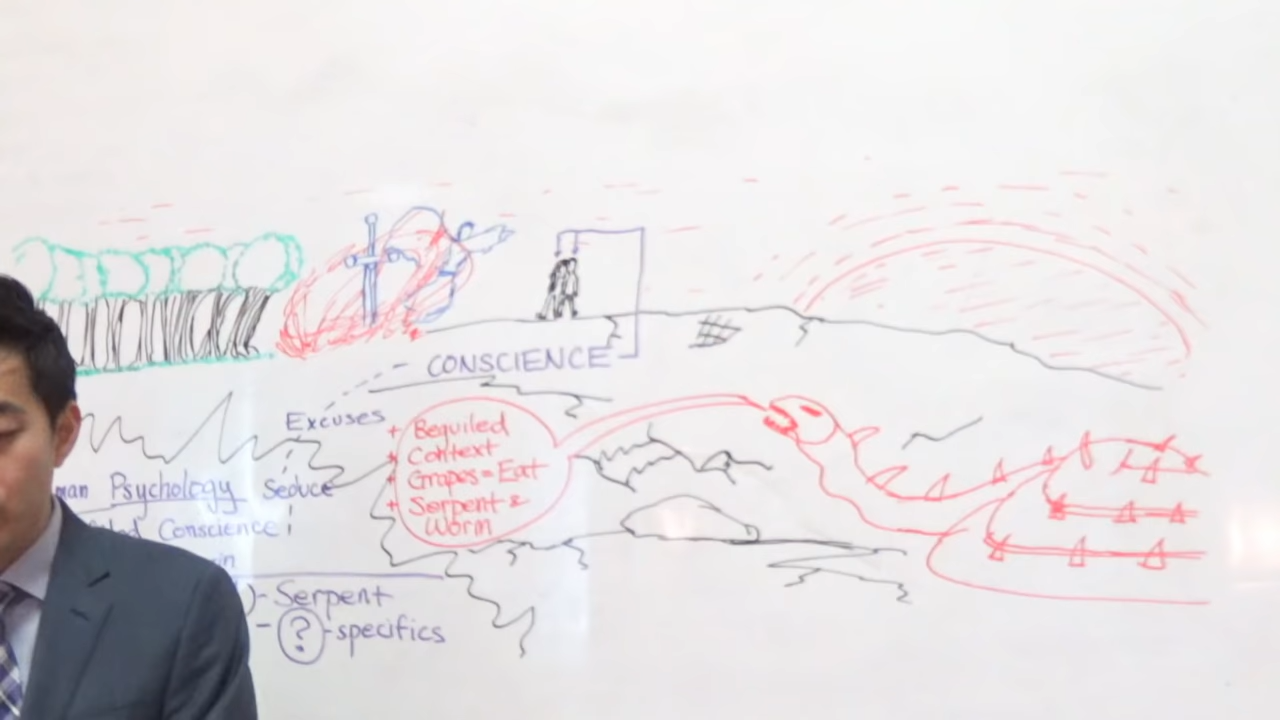 CONSCIENCE
Excuses
+ Beguiled
+ Context
+ Grapes = Eat
+ Serpent &
Worm
Psychology Seduce
Conscience
- Serpent
- ? - specifics